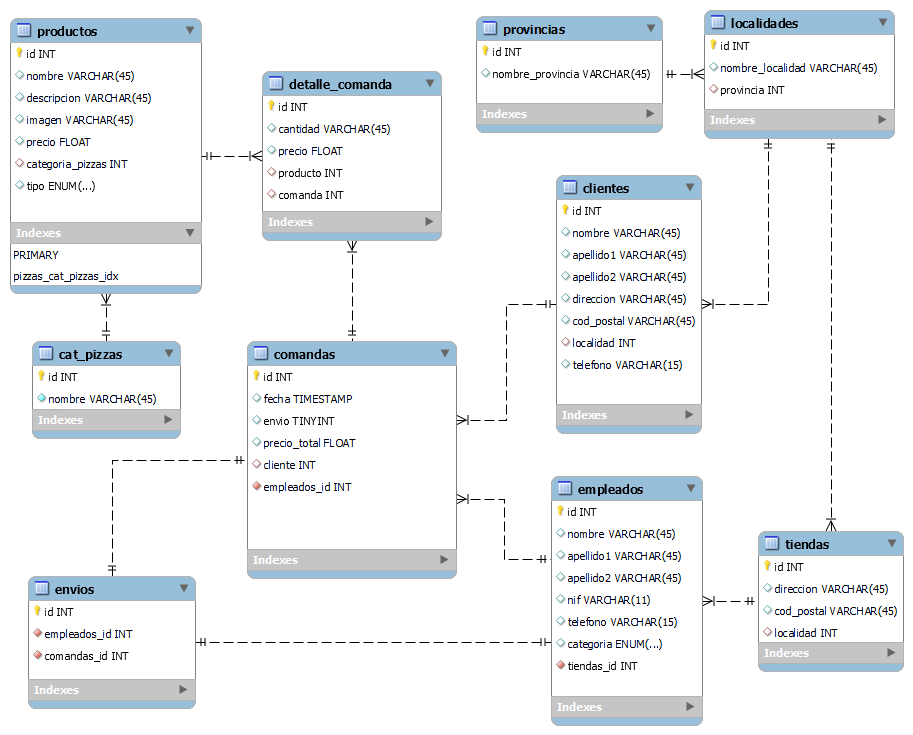 productos
id INT
nombre VARCHAR(45)
descripcion VARCHAR(45)
imagen VARCHAR(45)
precio FLOAT
categoria_pizzas INT
tipo ENUM(...)
Indexes
PRIMARY
pizzas_cat_pizzas_idx
detalle_comanda
id INT
cantidad VARCHAR(45)
precio FLOAT
producto INT
comanda INT
Indexes
provincias
id INT
nombre_provincia VARCHAR(45)
Indexes
localidades
id INT
nombre_localidad VARCHAR(45)
provincia INT
Indexes
clientes
id INT
nombre VARCHAR(45)
apellido1 VARCHAR(45)
apellido2 VARCHAR(45)
direccion VARCHAR(45)
cod_postal VARCHAR(45)
localidad INT
telefono VARCHAR(15)
Indexes
cat_pizzas
id INT
nombre VARCHAR(45)
Indexes
comandas
id INT
fecha TIMESTAMP
envio TINYINT
precio_total FLOAT
cliente INT
empleados_id INT
Indexes
empleados
id INT
nombre VARCHAR(45)
apellido1 VARCHAR(45)
apellido2 VARCHAR(45)
nif VARCHAR(11)
telefono VARCHAR(15)
categoria ENUM(...)
tiendas_id INT
Indexes
tiendas
id INT
direccion VARCHAR(45)
cod_postal VARCHAR(45)
localidad INT
Indexes
envios
id INT
empleados_id INT
comandas_id INT
Indexes